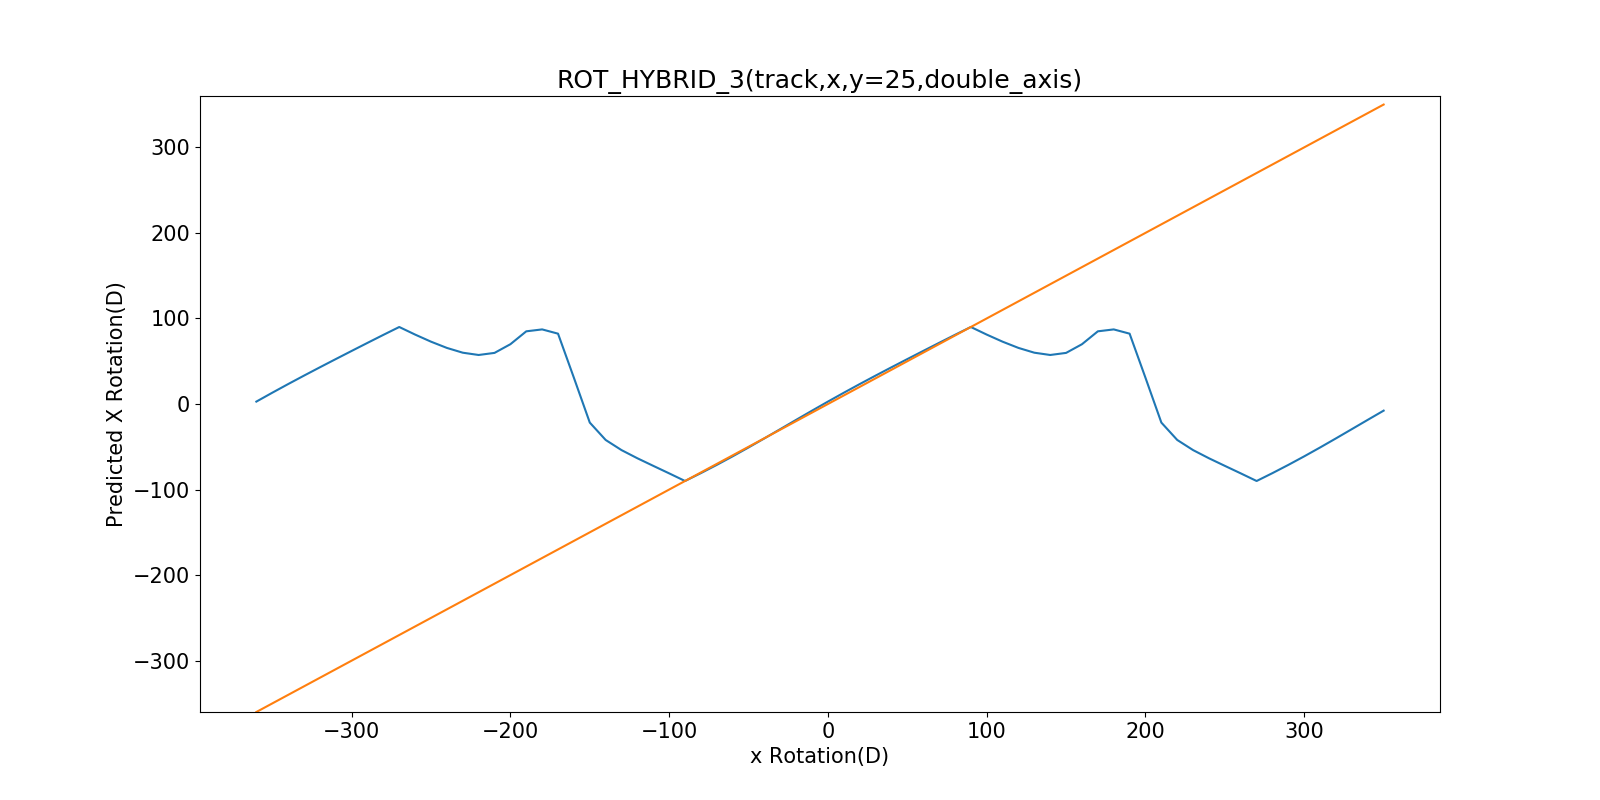 ROT_HYBRID_3(track,x,y=25,double_axis)
300
200
100
0
−100
−200
−300
Predicted X Rotation(D)
−300 −200 −100 0 100 200 300
x Rotation(D)